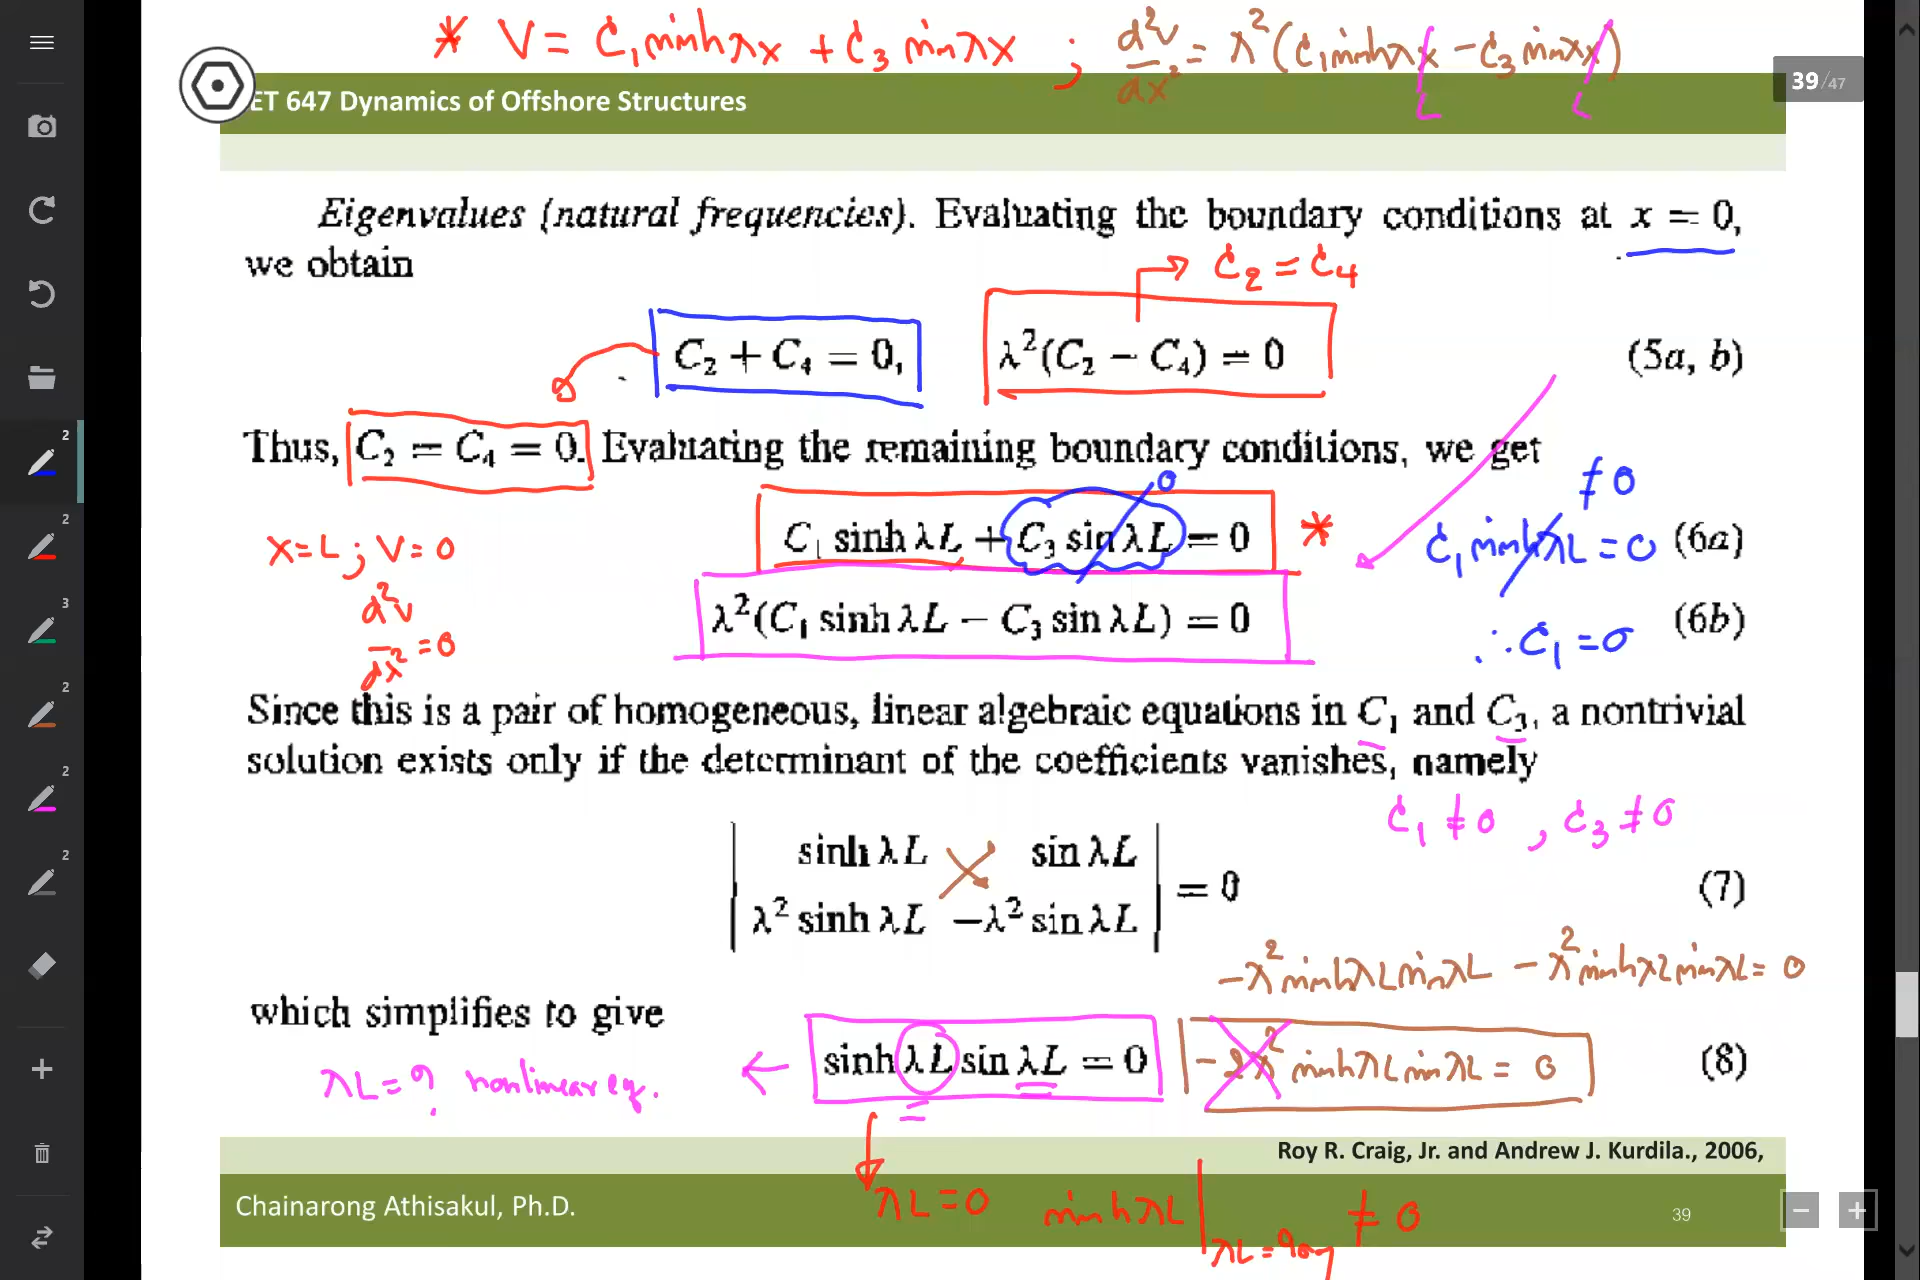 * V = C₁ sinh λx + C₃ sin λx ; d²v/dx² = λ²(C₁ sinh λx - C₃ sin λx)
L L
ET 647 Dynamics of Offshore Structures
39/47
Eigenvalues (natural frequencies). Evaluating the boundary conditions at x = 0,
we obtain
C₂ = C₄
C₂ + C₄ = 0, λ²(C₂ − C₄) = 0 (5a, b)
Thus, C₂ = C₄ = 0. Evaluating the remaining boundary conditions, we get
≠ 0
0
x = L ; V = 0
C₁ sinh λL + C₃ sin λL = 0 * C₁ sinh λL = 0 (6a)
d²v/dx² = 0
λ²(C₁ sinh λL − C₃ sin λL) = 0 (6b)
∴ C₁ = 0
Since this is a pair of homogeneous, linear algebraic equations in C₁ and C₃, a nontrivial
solution exists only if the determinant of the coefficients vanishes, namely
C₁ ≠ 0 , C₃ ≠ 0
sinh λL sin λL
= 0 (7)
λ² sinh λL −λ² sin λL
-λ² sinh λL sin λL - λ² sinh λL sin λL = 0
which simplifies to give
sinh λL sin λL = 0 -2λ² sinh λL sin λL = 0 (8)
λL = ? nonlinear eq.
Roy R. Craig, Jr. and Andrew J. Kurdila., 2006,
λL = 0 sinh λL | λL = any ≠ 0
Chainarong Athisakul, Ph.D.
39
2
2
3
2
2
2